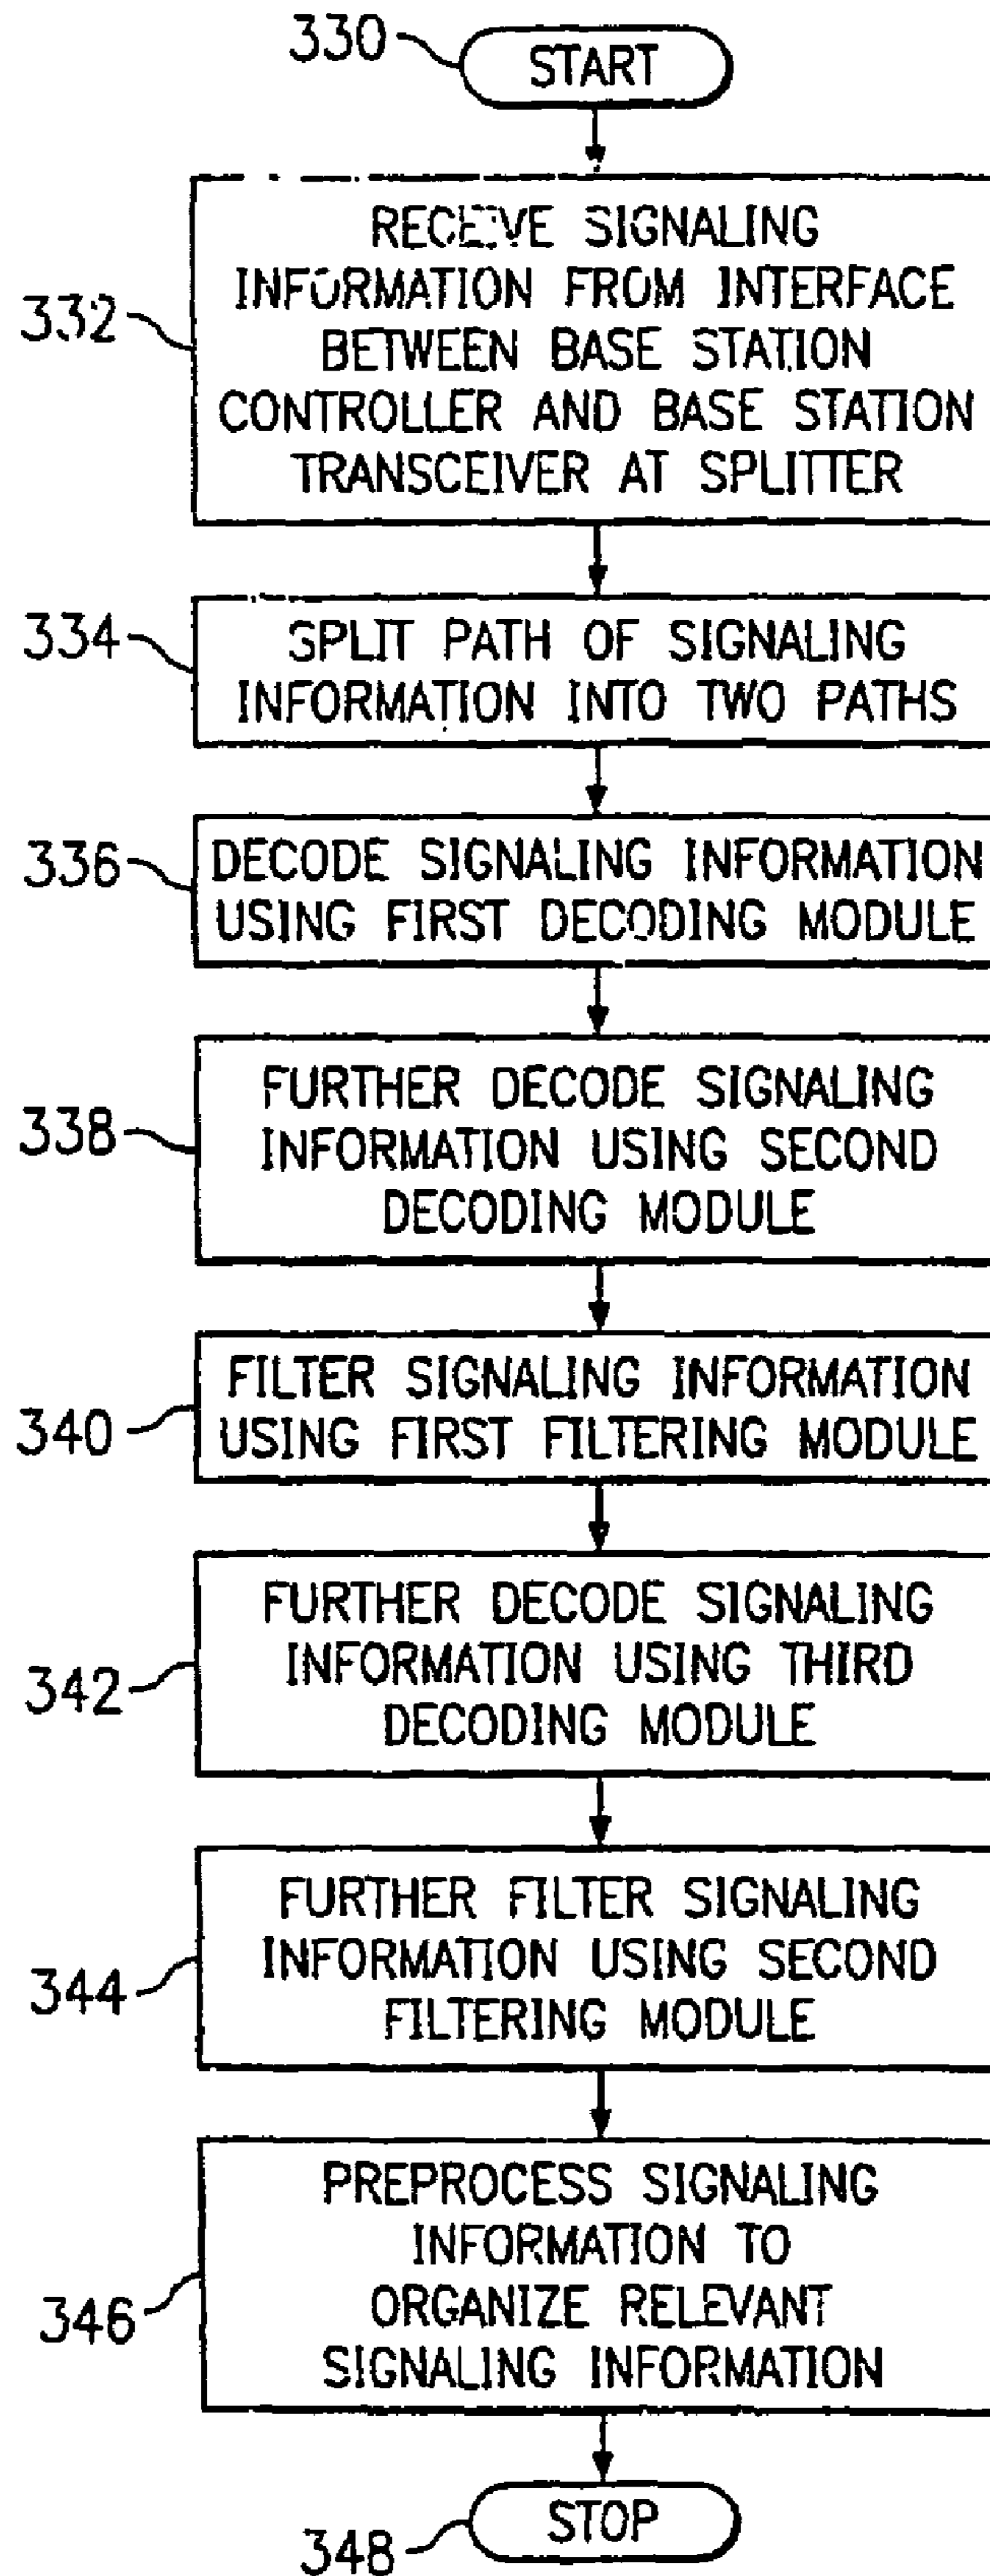 330
START
332
RECEIVE SIGNALING
INFORMATION FROM INTERFACE
BETWEEN BASE STATION
CONTROLLER AND BASE STATION
TRANSCEIVER AT SPLITTER
334
SPLIT PATH OF SIGNALING
INFORMATION INTO TWO PATHS
336
DECODE SIGNALING INFORMATION
USING FIRST DECODING MODULE
338
FURTHER DECODE SIGNALING
INFORMATION USING SECOND
DECODING MODULE
340
FILTER SIGNALING INFORMATION
USING FIRST FILTERING MODULE
342
FURTHER DECODE SIGNALING
INFORMATION USING THIRD
DECODING MODULE
344
FURTHER FILTER SIGNALING
INFORMATION USING SECOND
FILTERING MODULE
346
PREPROCESS SIGNALING
INFORMATION TO
ORGANIZE RELEVANT
SIGNALING INFORMATION
348
STOP